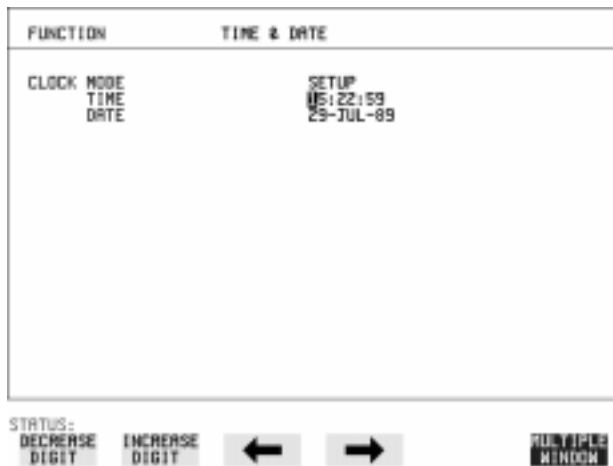 FUNCTION TIME & DATE
CLOCK MODE SETUP
TIME 5:22:59
DATE 29-JUL-89
STATUS:
DECREASE DIGIT INCREASE DIGIT ← → MULTIPLE WINDOW